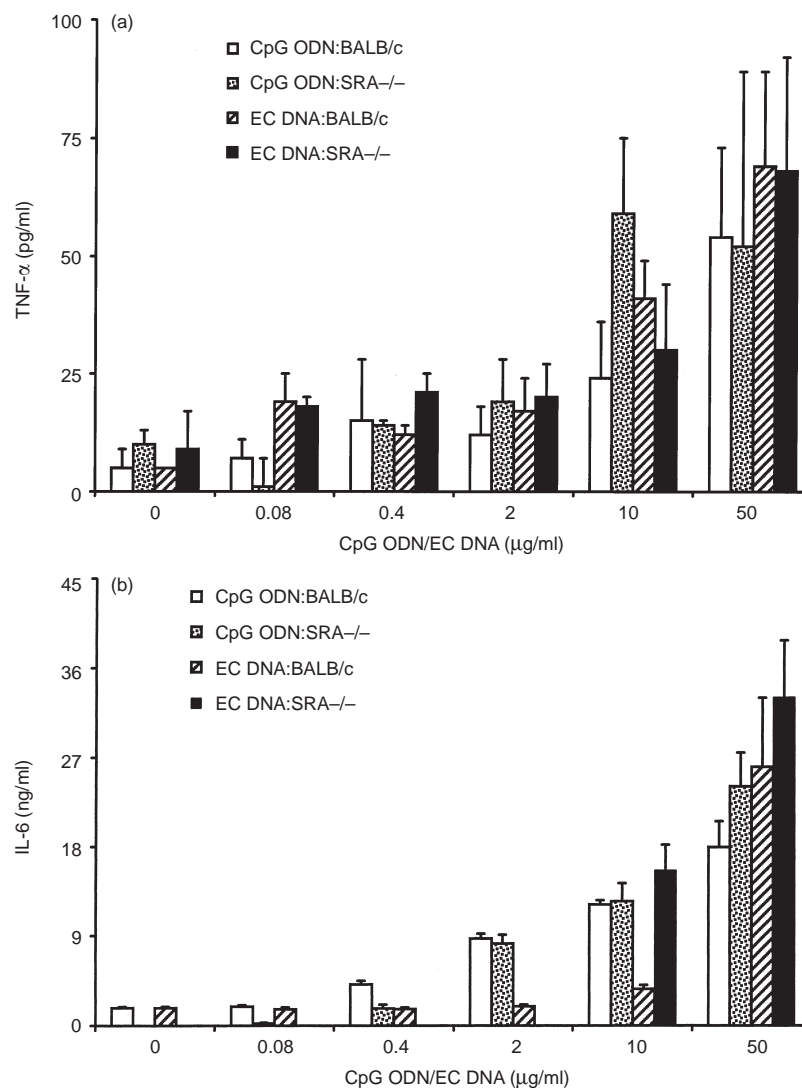 (a)
100
75
50
25
0
TNF-α (pg/ml)
CpG ODN:BALB/c
CpG ODN:SRA–/–
EC DNA:BALB/c
EC DNA:SRA–/–
0 0.08 0.4 2 10 50
CpG ODN/EC DNA (μg/ml)
(b)
45
36
27
18
9
0
IL-6 (ng/ml)
CpG ODN:BALB/c
CpG ODN:SRA–/–
EC DNA:BALB/c
EC DNA:SRA–/–
0 0.08 0.4 2 10 50
CpG ODN/EC DNA (μg/ml)